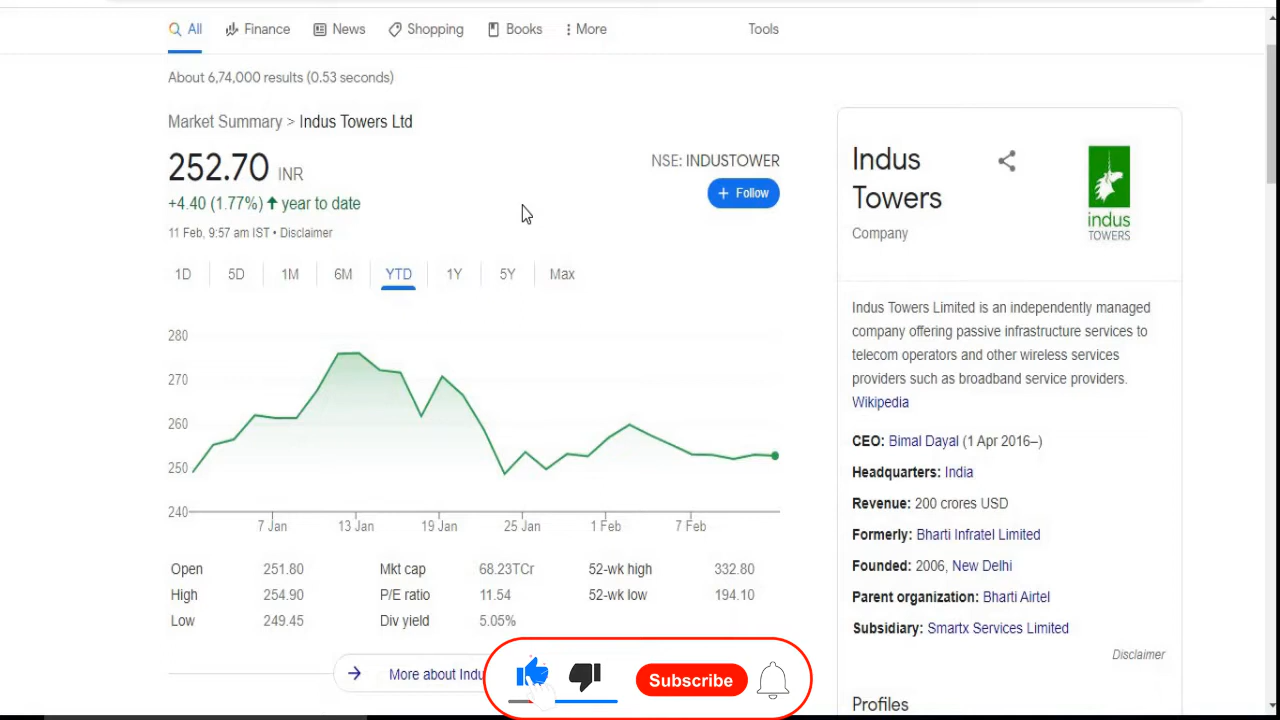 All
Finance
News
Shopping
Books
More
Tools
About 6,74,000 results (0.53 seconds)
Market Summary > Indus Towers Ltd
252.70 INR
NSE: INDUSTOWER
+4.40 (1.77%) ↑ year to date
+ Follow
11 Feb, 9:57 am IST • Disclaimer
1D 5D 1M 6M YTD 1Y 5Y Max
280
270
260
250
240
7 Jan 13 Jan 19 Jan 25 Jan 1 Feb 7 Feb
Open 251.80 Mkt cap 68.23TCr 52-wk high 332.80
High 254.90 P/E ratio 11.54 52-wk low 194.10
Low 249.45 Div yield 5.05%
→ More about Indu
Subscribe
Indus
Towers
Company
indus
TOWERS
Indus Towers Limited is an independently managed
company offering passive infrastructure services to
telecom operators and other wireless services
providers such as broadband service providers.
Wikipedia
CEO: Bimal Dayal (1 Apr 2016–)
Headquarters: India
Revenue: 200 crores USD
Formerly: Bharti Infratel Limited
Founded: 2006, New Delhi
Parent organization: Bharti Airtel
Subsidiary: Smartx Services Limited
Disclaimer
Profiles